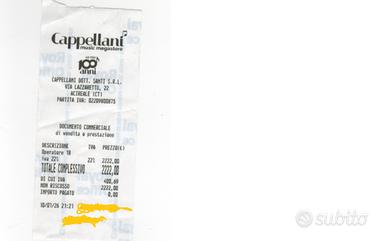 Cappellani
music megastore
100
anni
CAPPELLANI DOTT. SANTI S.R.L.
VIA LAZZARETTO, 22
ACIREALE (CT)
PARTITA IVA: 02209800875
DOCUMENTO COMMERCIALE
di vendita o prestazione
DESCRIZIONE IVA PREZZO(€)
Operatore 18
iva 22% 22% 2222,00
TOTALE COMPLESSIVO 2222,00
DI CUI IVA 400,69
NON RISCOSSO 2222,00
IMPORTO PAGATO 0,00
10/01/26 21:21
subito